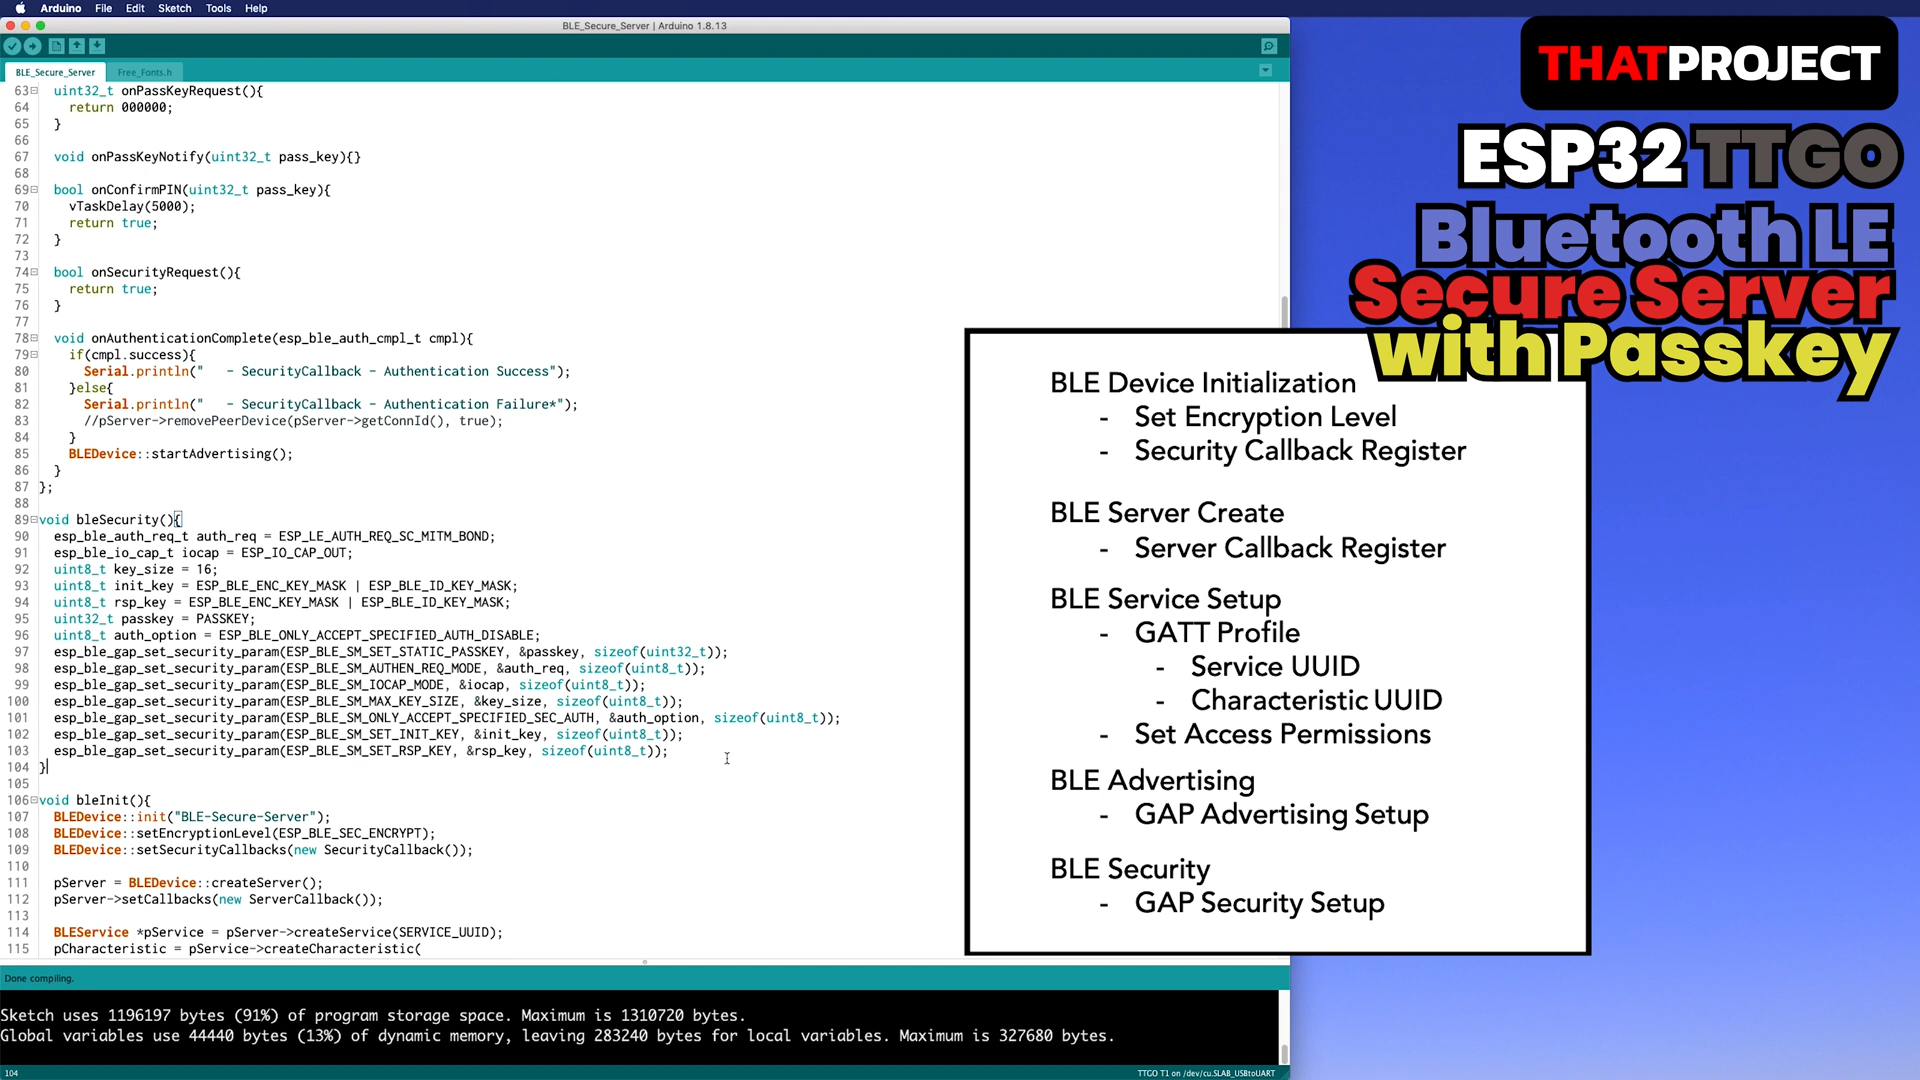 Arduino File Edit Sketch Tools Help
BLE_Secure_Server | Arduino 1.8.13
BLE_Secure_Server Free_Fonts.h
63 uint32_t onPassKeyRequest(){
64 return 000000;
65 }
66
67 void onPassKeyNotify(uint32_t pass_key){}
68
69 bool onConfirmPIN(uint32_t pass_key){
70 vTaskDelay(5000);
71 return true;
72 }
73
74 bool onSecurityRequest(){
75 return true;
76 }
77
78 void onAuthenticationComplete(esp_ble_auth_cmpl_t cmpl){
79 if(cmpl.success){
80 Serial.println("   - SecurityCallback - Authentication Success");
81 }else{
82 Serial.println("   - SecurityCallback - Authentication Failure*");
83 //pServer->removePeerDevice(pServer->getConnId(), true);
84 }
85 BLEDevice::startAdvertising();
86 }
87 };
88
89 void bleSecurity(){
90 esp_ble_auth_req_t auth_req = ESP_LE_AUTH_REQ_SC_MITM_BOND;
91 esp_ble_io_cap_t iocap = ESP_IO_CAP_OUT;
92 uint8_t key_size = 16;
93 uint8_t init_key = ESP_BLE_ENC_KEY_MASK | ESP_BLE_ID_KEY_MASK;
94 uint8_t rsp_key = ESP_BLE_ENC_KEY_MASK | ESP_BLE_ID_KEY_MASK;
95 uint32_t passkey = PASSKEY;
96 uint8_t auth_option = ESP_BLE_ONLY_ACCEPT_SPECIFIED_AUTH_DISABLE;
97 esp_ble_gap_set_security_param(ESP_BLE_SM_SET_STATIC_PASSKEY, &passkey, sizeof(uint32_t));
98 esp_ble_gap_set_security_param(ESP_BLE_SM_AUTHEN_REQ_MODE, &auth_req, sizeof(uint8_t));
99 esp_ble_gap_set_security_param(ESP_BLE_SM_IOCAP_MODE, &iocap, sizeof(uint8_t));
100 esp_ble_gap_set_security_param(ESP_BLE_SM_MAX_KEY_SIZE, &key_size, sizeof(uint8_t));
101 esp_ble_gap_set_security_param(ESP_BLE_SM_ONLY_ACCEPT_SPECIFIED_SEC_AUTH, &auth_option, sizeof(uint8_t));
102 esp_ble_gap_set_security_param(ESP_BLE_SM_SET_INIT_KEY, &init_key, sizeof(uint8_t));
103 esp_ble_gap_set_security_param(ESP_BLE_SM_SET_RSP_KEY, &rsp_key, sizeof(uint8_t));
104 }
105
106 void bleInit(){
107 BLEDevice::init("BLE-Secure-Server");
108 BLEDevice::setEncryptionLevel(ESP_BLE_SEC_ENCRYPT);
109 BLEDevice::setSecurityCallbacks(new SecurityCallback());
110
111 pServer = BLEDevice::createServer();
112 pServer->setCallbacks(new ServerCallback());
113
114 BLEService *pService = pServer->createService(SERVICE_UUID);
115 pCharacteristic = pService->createCharacteristic(
Done compiling.
Sketch uses 1196197 bytes (91%) of program storage space. Maximum is 1310720 bytes.
Global variables use 44440 bytes (13%) of dynamic memory, leaving 283240 bytes for local variables. Maximum is 327680 bytes.
104
TTGO T1 on /dev/cu.SLAB_USBtoUART
THATPROJECT
ESP32 TTGO
Bluetooth LE
Secure Server
with Passkey
BLE Device Initialization
- Set Encryption Level
- Security Callback Register
BLE Server Create
- Server Callback Register
BLE Service Setup
- GATT Profile
- Service UUID
- Characteristic UUID
- Set Access Permissions
BLE Advertising
- GAP Advertising Setup
BLE Security
- GAP Security Setup